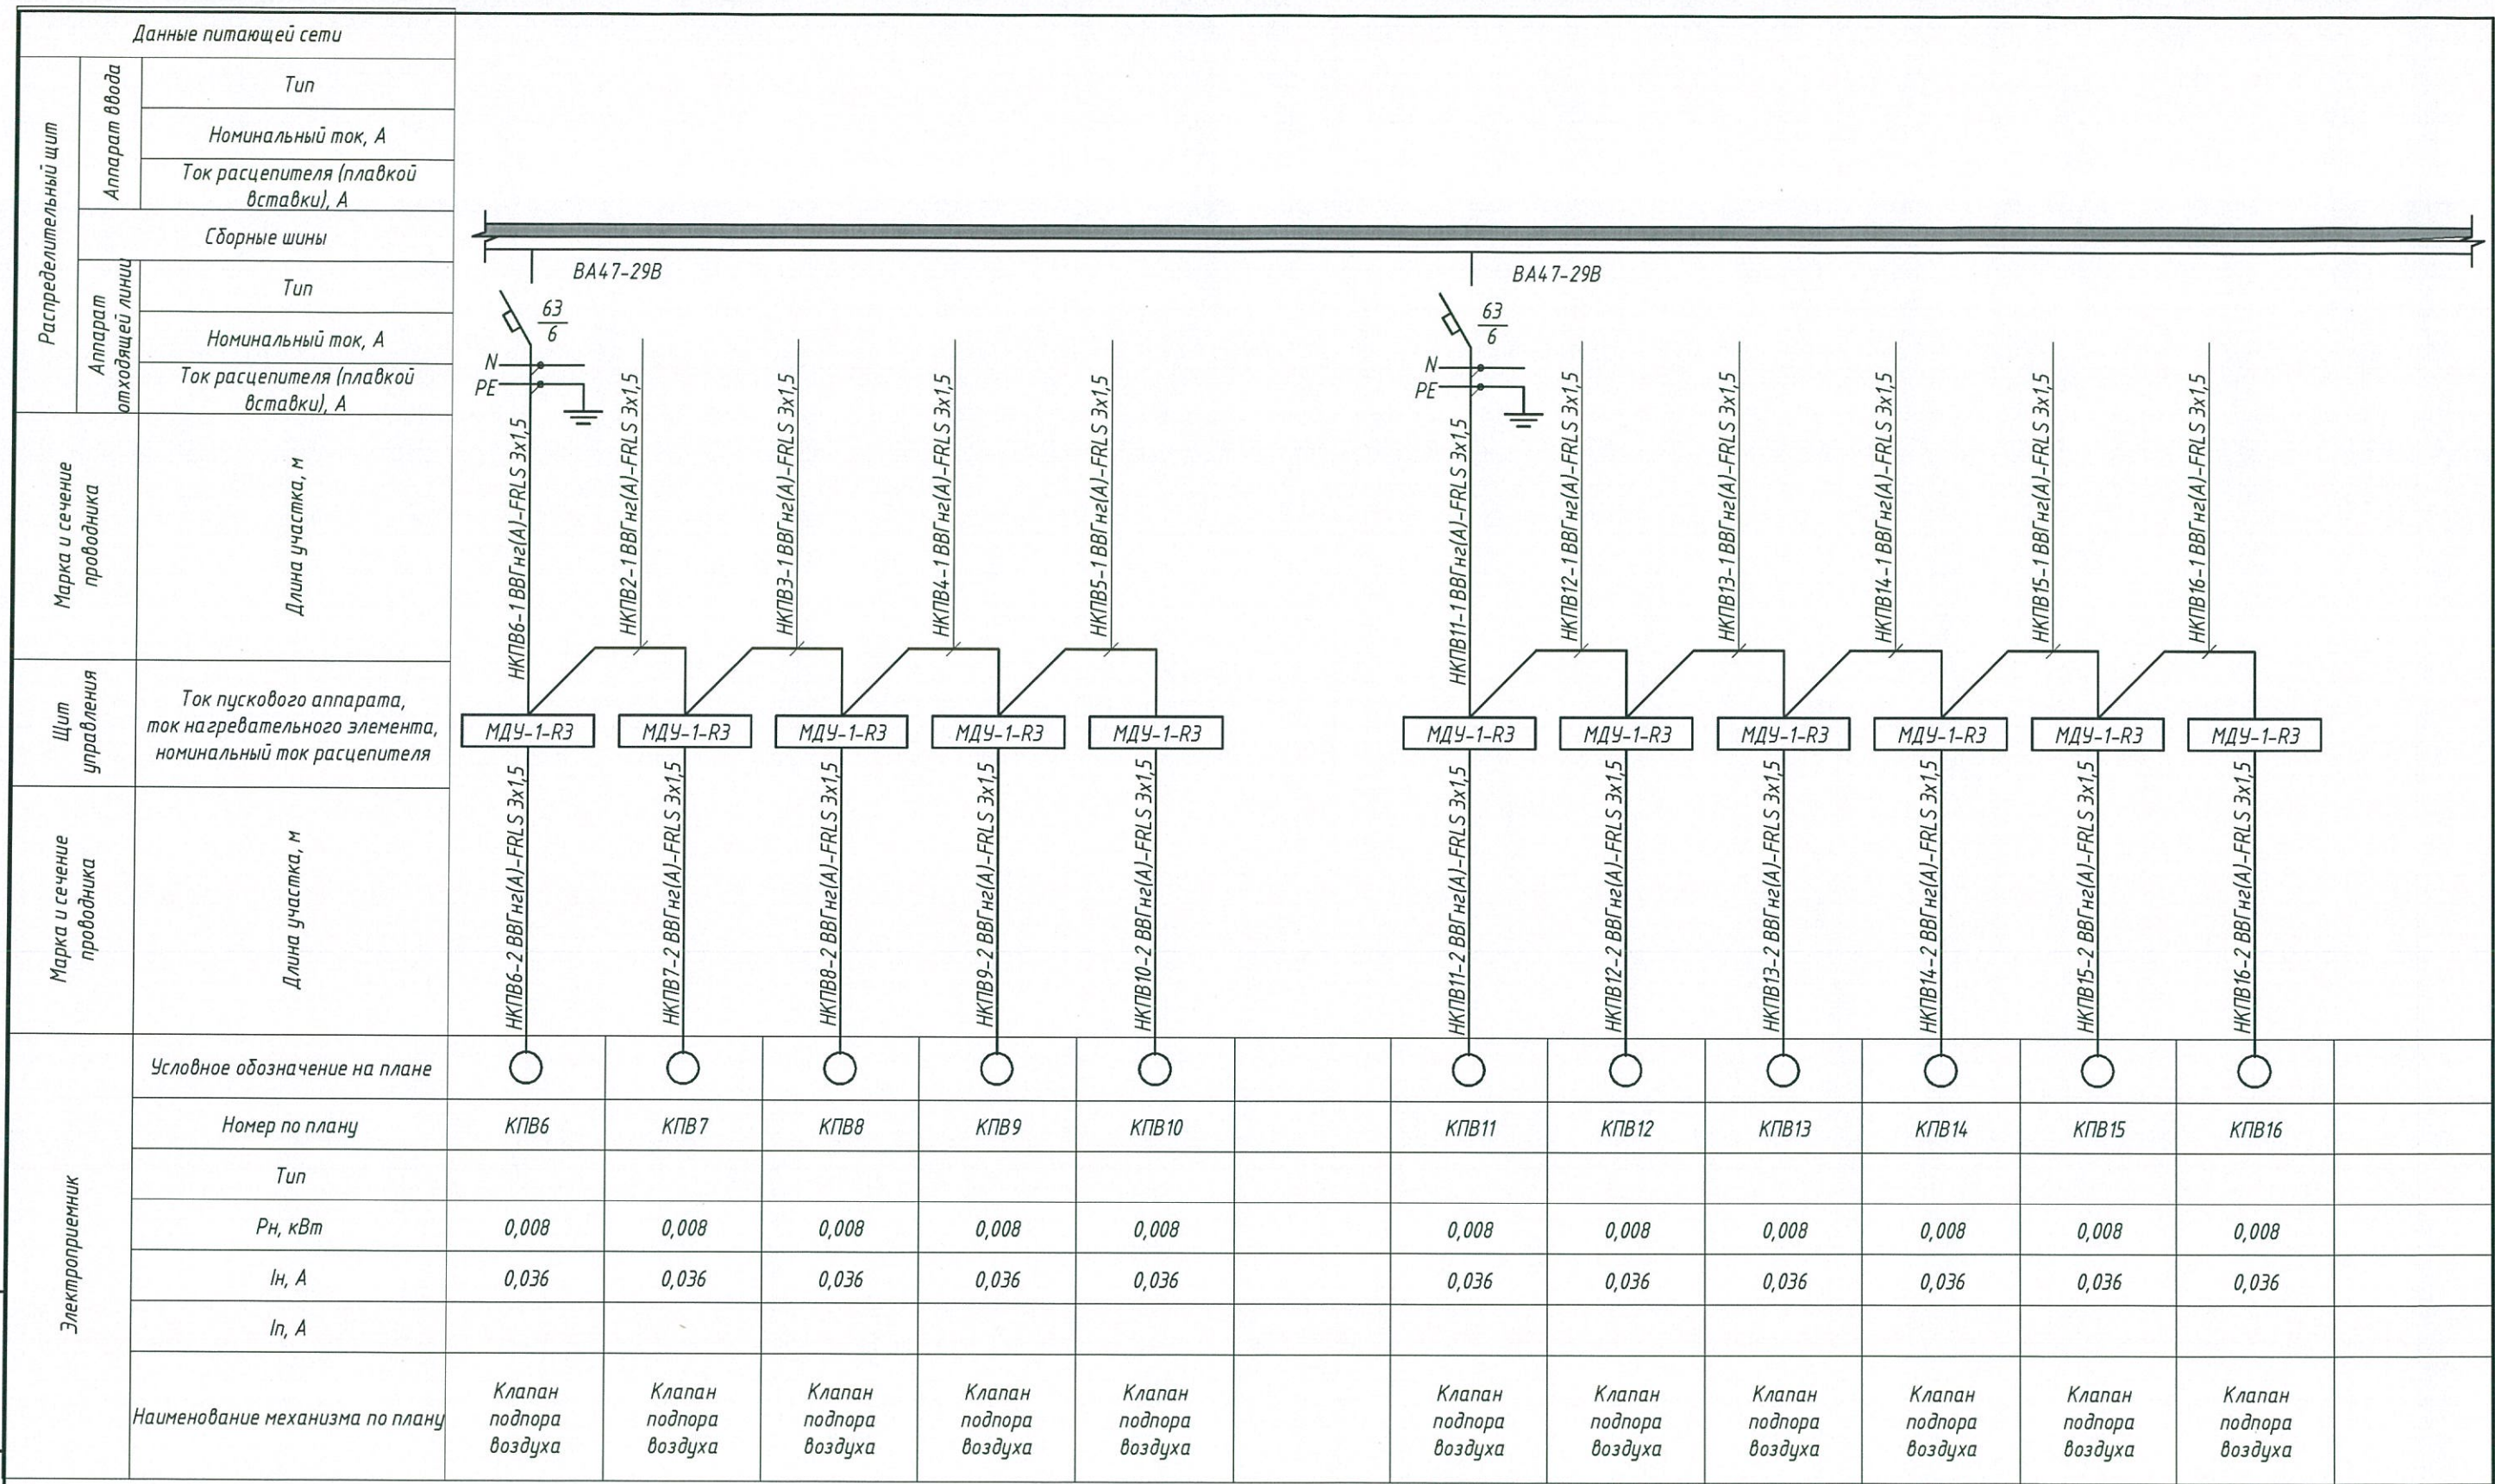 Данные питающей сети
Распределительный щит
Аппарат ввода
Тип
Номинальный ток, А
Ток расцепителя (плавкой
вставки), А
Сборные шины
Аппарат
отходящей линии
Тип
Номинальный ток, А
Ток расцепителя (плавкой
вставки), А
ВА47-29В
63
6
N
PE
ВА47-29В
63
6
N
PE
Марка и сечение
проводника
Длина участка, м
НКПВ6-1 ВВГнг(А)-FRLS 3х1,5
НКПВ2-1 ВВГнг(А)-FRLS 3х1,5
НКПВ3-1 ВВГнг(А)-FRLS 3х1,5
НКПВ4-1 ВВГнг(А)-FRLS 3х1,5
НКПВ5-1 ВВГнг(А)-FRLS 3х1,5
НКПВ11-1 ВВГнг(А)-FRLS 3х1,5
НКПВ12-1 ВВГнг(А)-FRLS 3х1,5
НКПВ13-1 ВВГнг(А)-FRLS 3х1,5
НКПВ14-1 ВВГнг(А)-FRLS 3х1,5
НКПВ15-1 ВВГнг(А)-FRLS 3х1,5
НКПВ16-1 ВВГнг(А)-FRLS 3х1,5
Щит
управления
Ток пускового аппарата,
ток нагревательного элемента,
номинальный ток расцепителя
МДУ-1-R3 МДУ-1-R3 МДУ-1-R3 МДУ-1-R3 МДУ-1-R3 МДУ-1-R3 МДУ-1-R3 МДУ-1-R3 МДУ-1-R3 МДУ-1-R3 МДУ-1-R3
Марка и сечение
проводника
Длина участка, м
НКПВ6-2 ВВГнг(А)-FRLS 3х1,5
НКПВ7-2 ВВГнг(А)-FRLS 3х1,5
НКПВ8-2 ВВГнг(А)-FRLS 3х1,5
НКПВ9-2 ВВГнг(А)-FRLS 3х1,5
НКПВ10-2 ВВГнг(А)-FRLS 3х1,5
НКПВ11-2 ВВГнг(А)-FRLS 3х1,5
НКПВ12-2 ВВГнг(А)-FRLS 3х1,5
НКПВ13-2 ВВГнг(А)-FRLS 3х1,5
НКПВ14-2 ВВГнг(А)-FRLS 3х1,5
НКПВ15-2 ВВГнг(А)-FRLS 3х1,5
НКПВ16-2 ВВГнг(А)-FRLS 3х1,5
Электроприемник
Условное обозначение на плане
Номер по плану КПВ6 КПВ7 КПВ8 КПВ9 КПВ10 КПВ11 КПВ12 КПВ13 КПВ14 КПВ15 КПВ16
Тип
Рн, кВт 0,008 0,008 0,008 0,008 0,008 0,008 0,008 0,008 0,008 0,008 0,008
Iн, А 0,036 0,036 0,036 0,036 0,036 0,036 0,036 0,036 0,036 0,036 0,036
Iп, А
Наименование механизма по плану
Клапан
подпора
воздуха
Клапан
подпора
воздуха
Клапан
подпора
воздуха
Клапан
подпора
воздуха
Клапан
подпора
воздуха
Клапан
подпора
воздуха
Клапан
подпора
воздуха
Клапан
подпора
воздуха
Клапан
подпора
воздуха
Клапан
подпора
воздуха
Клапан
подпора
воздуха